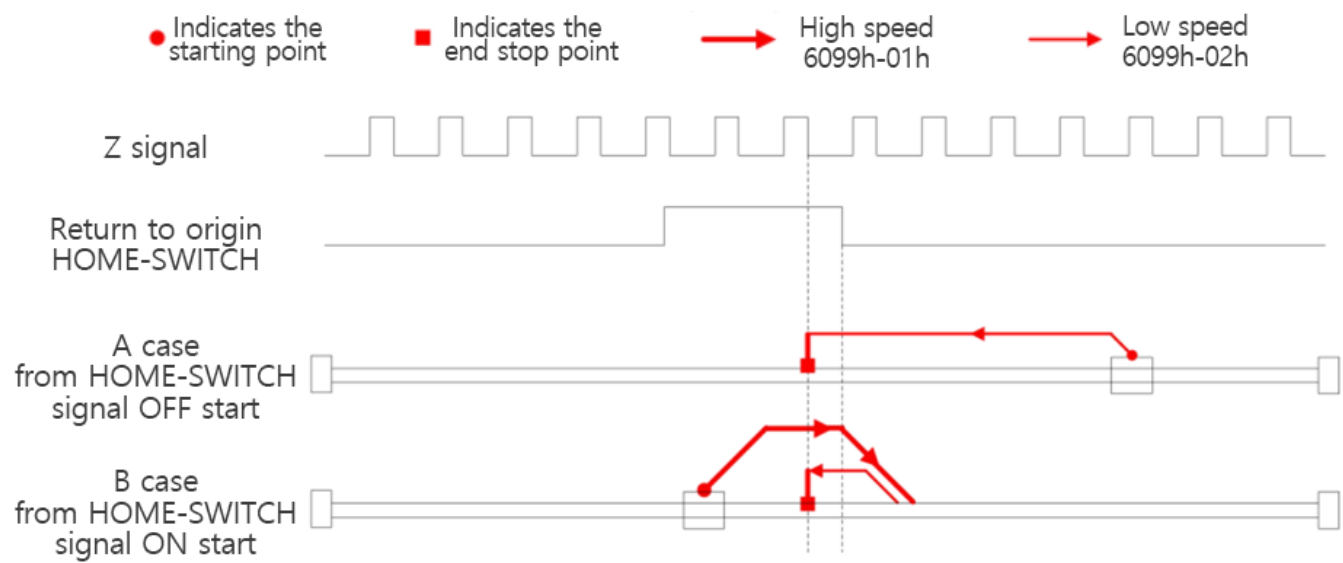 Indicates the
starting point
Indicates the
end stop point
High speed
6099h-01h
Low speed
6099h-02h
Z signal
Return to origin
HOME-SWITCH
A case
from HOME-SWITCH
signal OFF start
B case
from HOME-SWITCH
signal ON start